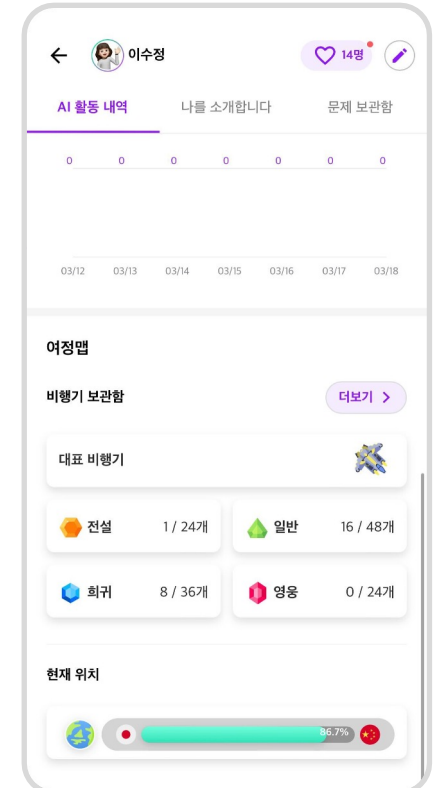 이수정
14명
AI 활동 내역 나를 소개합니다 문제 보관함
0 0 0 0 0 0 0
03/12 03/13 03/14 03/15 03/16 03/17 03/18
여정맵
비행기 보관함 더보기 >
대표 비행기
전설 1 / 24개 일반 16 / 48개
희귀 8 / 36개 영웅 0 / 24개
현재 위치
86.7%